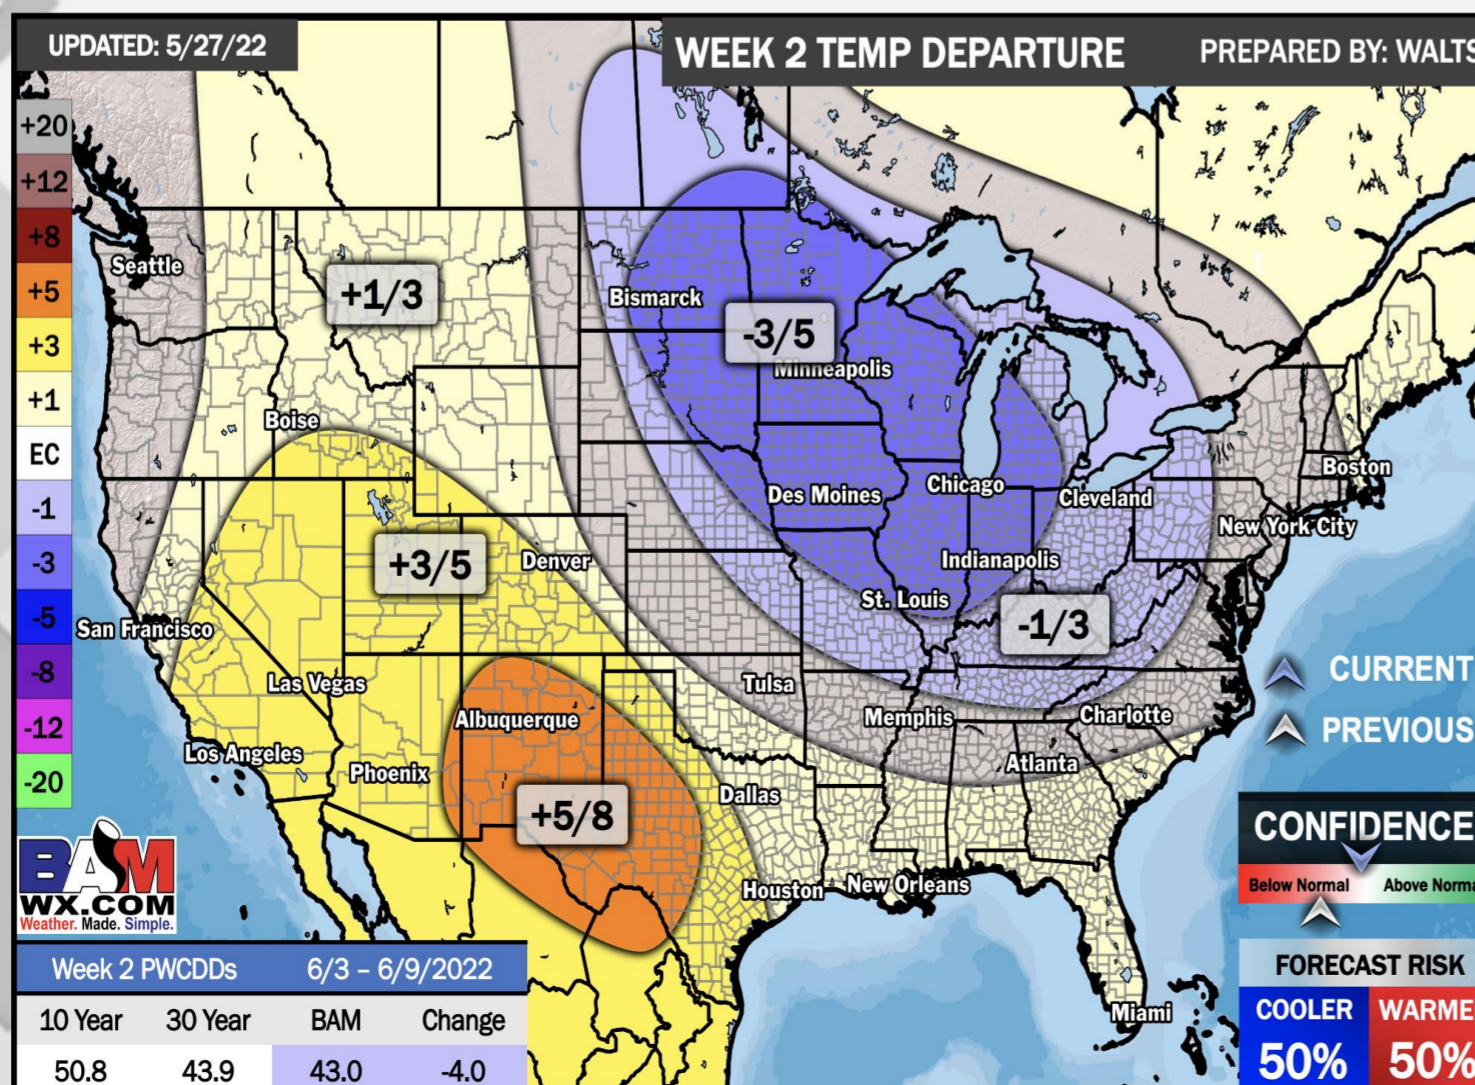 UPDATED: 5/27/22
WEEK 2 TEMP DEPARTURE
PREPARED BY: WALTS
+20
+12
+8
+5
+3
+1
EC
-1
-3
-5
-8
-12
-20
Seattle
+1/3
Bismarck
-3/5
Minneapolis
Boise
Boston
Des Moines
Chicago
Cleveland
New York City
+3/5
Denver
Indianapolis
St. Louis
San Francisco
-1/3
Las Vegas
Tulsa
Albuquerque
Memphis
Charlotte
Los Angeles
Phoenix
Atlanta
Dallas
+5/8
Houston
New Orleans
Miami
CURRENT
PREVIOUS
CONFIDENCE
Below Normal
Above Norma
FORECAST RISK
COOLER
WARME
50%
50%
BAM
WX.COM
Weather. Made. Simple.
Week 2 PWCDDs
6/3 – 6/9/2022
10 Year
30 Year
BAM
Change
50.8
43.9
43.0
-4.0